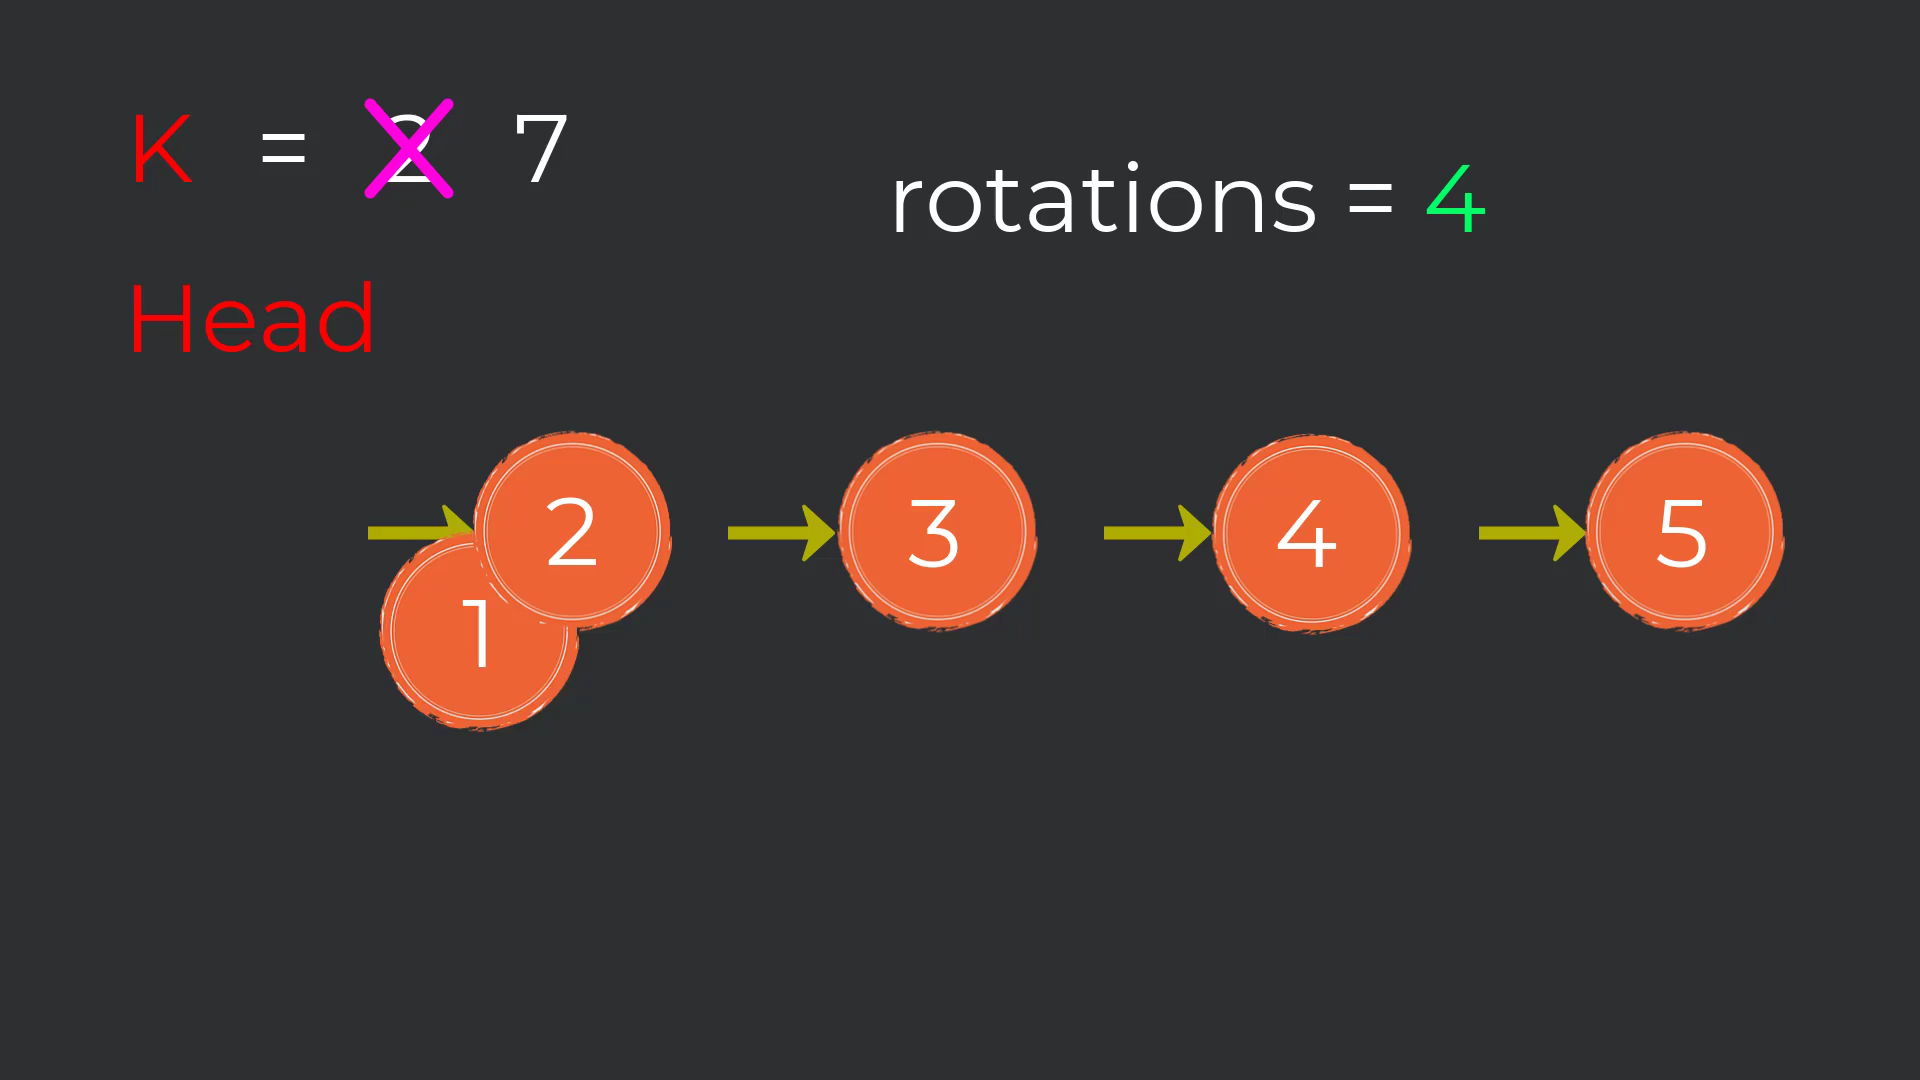 K = 2 7
rotations = 4
Head
2 3 4 5
1